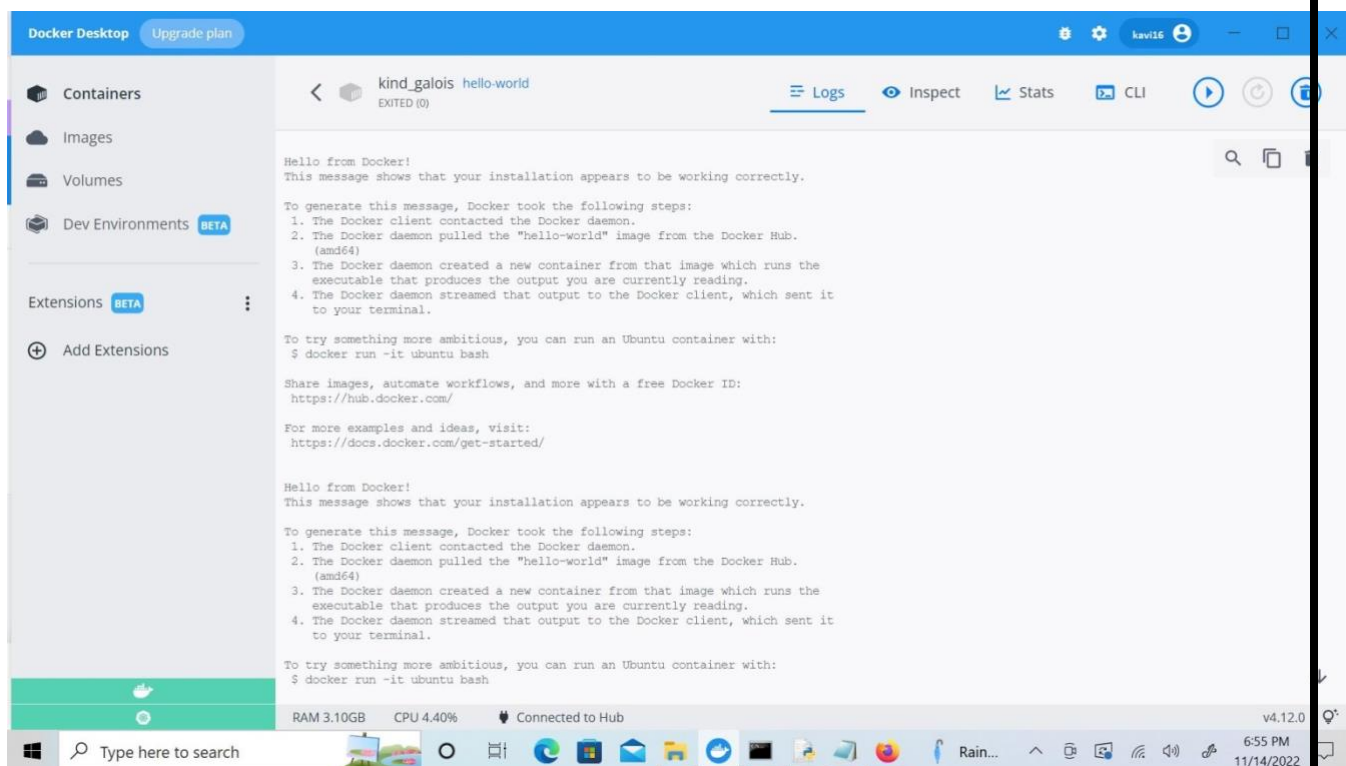 Docker Desktop Upgrade plan kavi16
Containers
Images
Volumes
Dev Environments BETA
Extensions BETA
Add Extensions
kind_galois hello-world
EXITED (0)
Logs Inspect Stats CLI
Hello from Docker!
This message shows that your installation appears to be working correctly.
To generate this message, Docker took the following steps:
1. The Docker client contacted the Docker daemon.
2. The Docker daemon pulled the "hello-world" image from the Docker Hub.
(amd64)
3. The Docker daemon created a new container from that image which runs the
executable that produces the output you are currently reading.
4. The Docker daemon streamed that output to the Docker client, which sent it
to your terminal.
To try something more ambitious, you can run an Ubuntu container with:
$ docker run -it ubuntu bash
Share images, automate workflows, and more with a free Docker ID:
https://hub.docker.com/
For more examples and ideas, visit:
https://docs.docker.com/get-started/
Hello from Docker!
This message shows that your installation appears to be working correctly.
To generate this message, Docker took the following steps:
1. The Docker client contacted the Docker daemon.
2. The Docker daemon pulled the "hello-world" image from the Docker Hub.
(amd64)
3. The Docker daemon created a new container from that image which runs the
executable that produces the output you are currently reading.
4. The Docker daemon streamed that output to the Docker client, which sent it
to your terminal.
To try something more ambitious, you can run an Ubuntu container with:
$ docker run -it ubuntu bash
RAM 3.10GB CPU 4.40% Connected to Hub v4.12.0
Type here to search Rain... 6:55 PM
11/14/2022